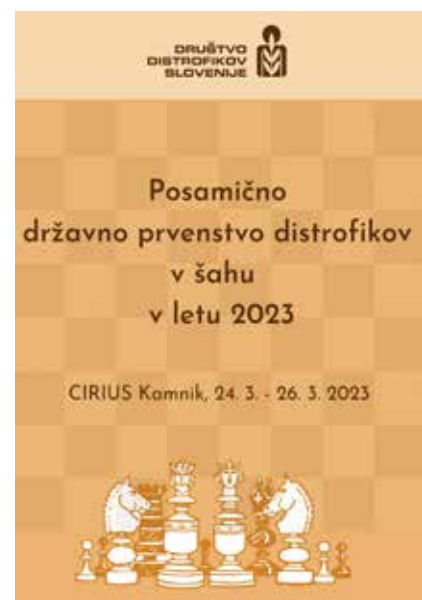 DRUŠTVO
DISTROFIKOV
SLOVENIJE
Posamično
državno prvenstvo distrofikov
v šahu
v letu 2023
CIRIUS Kamnik, 24. 3. - 26. 3. 2023